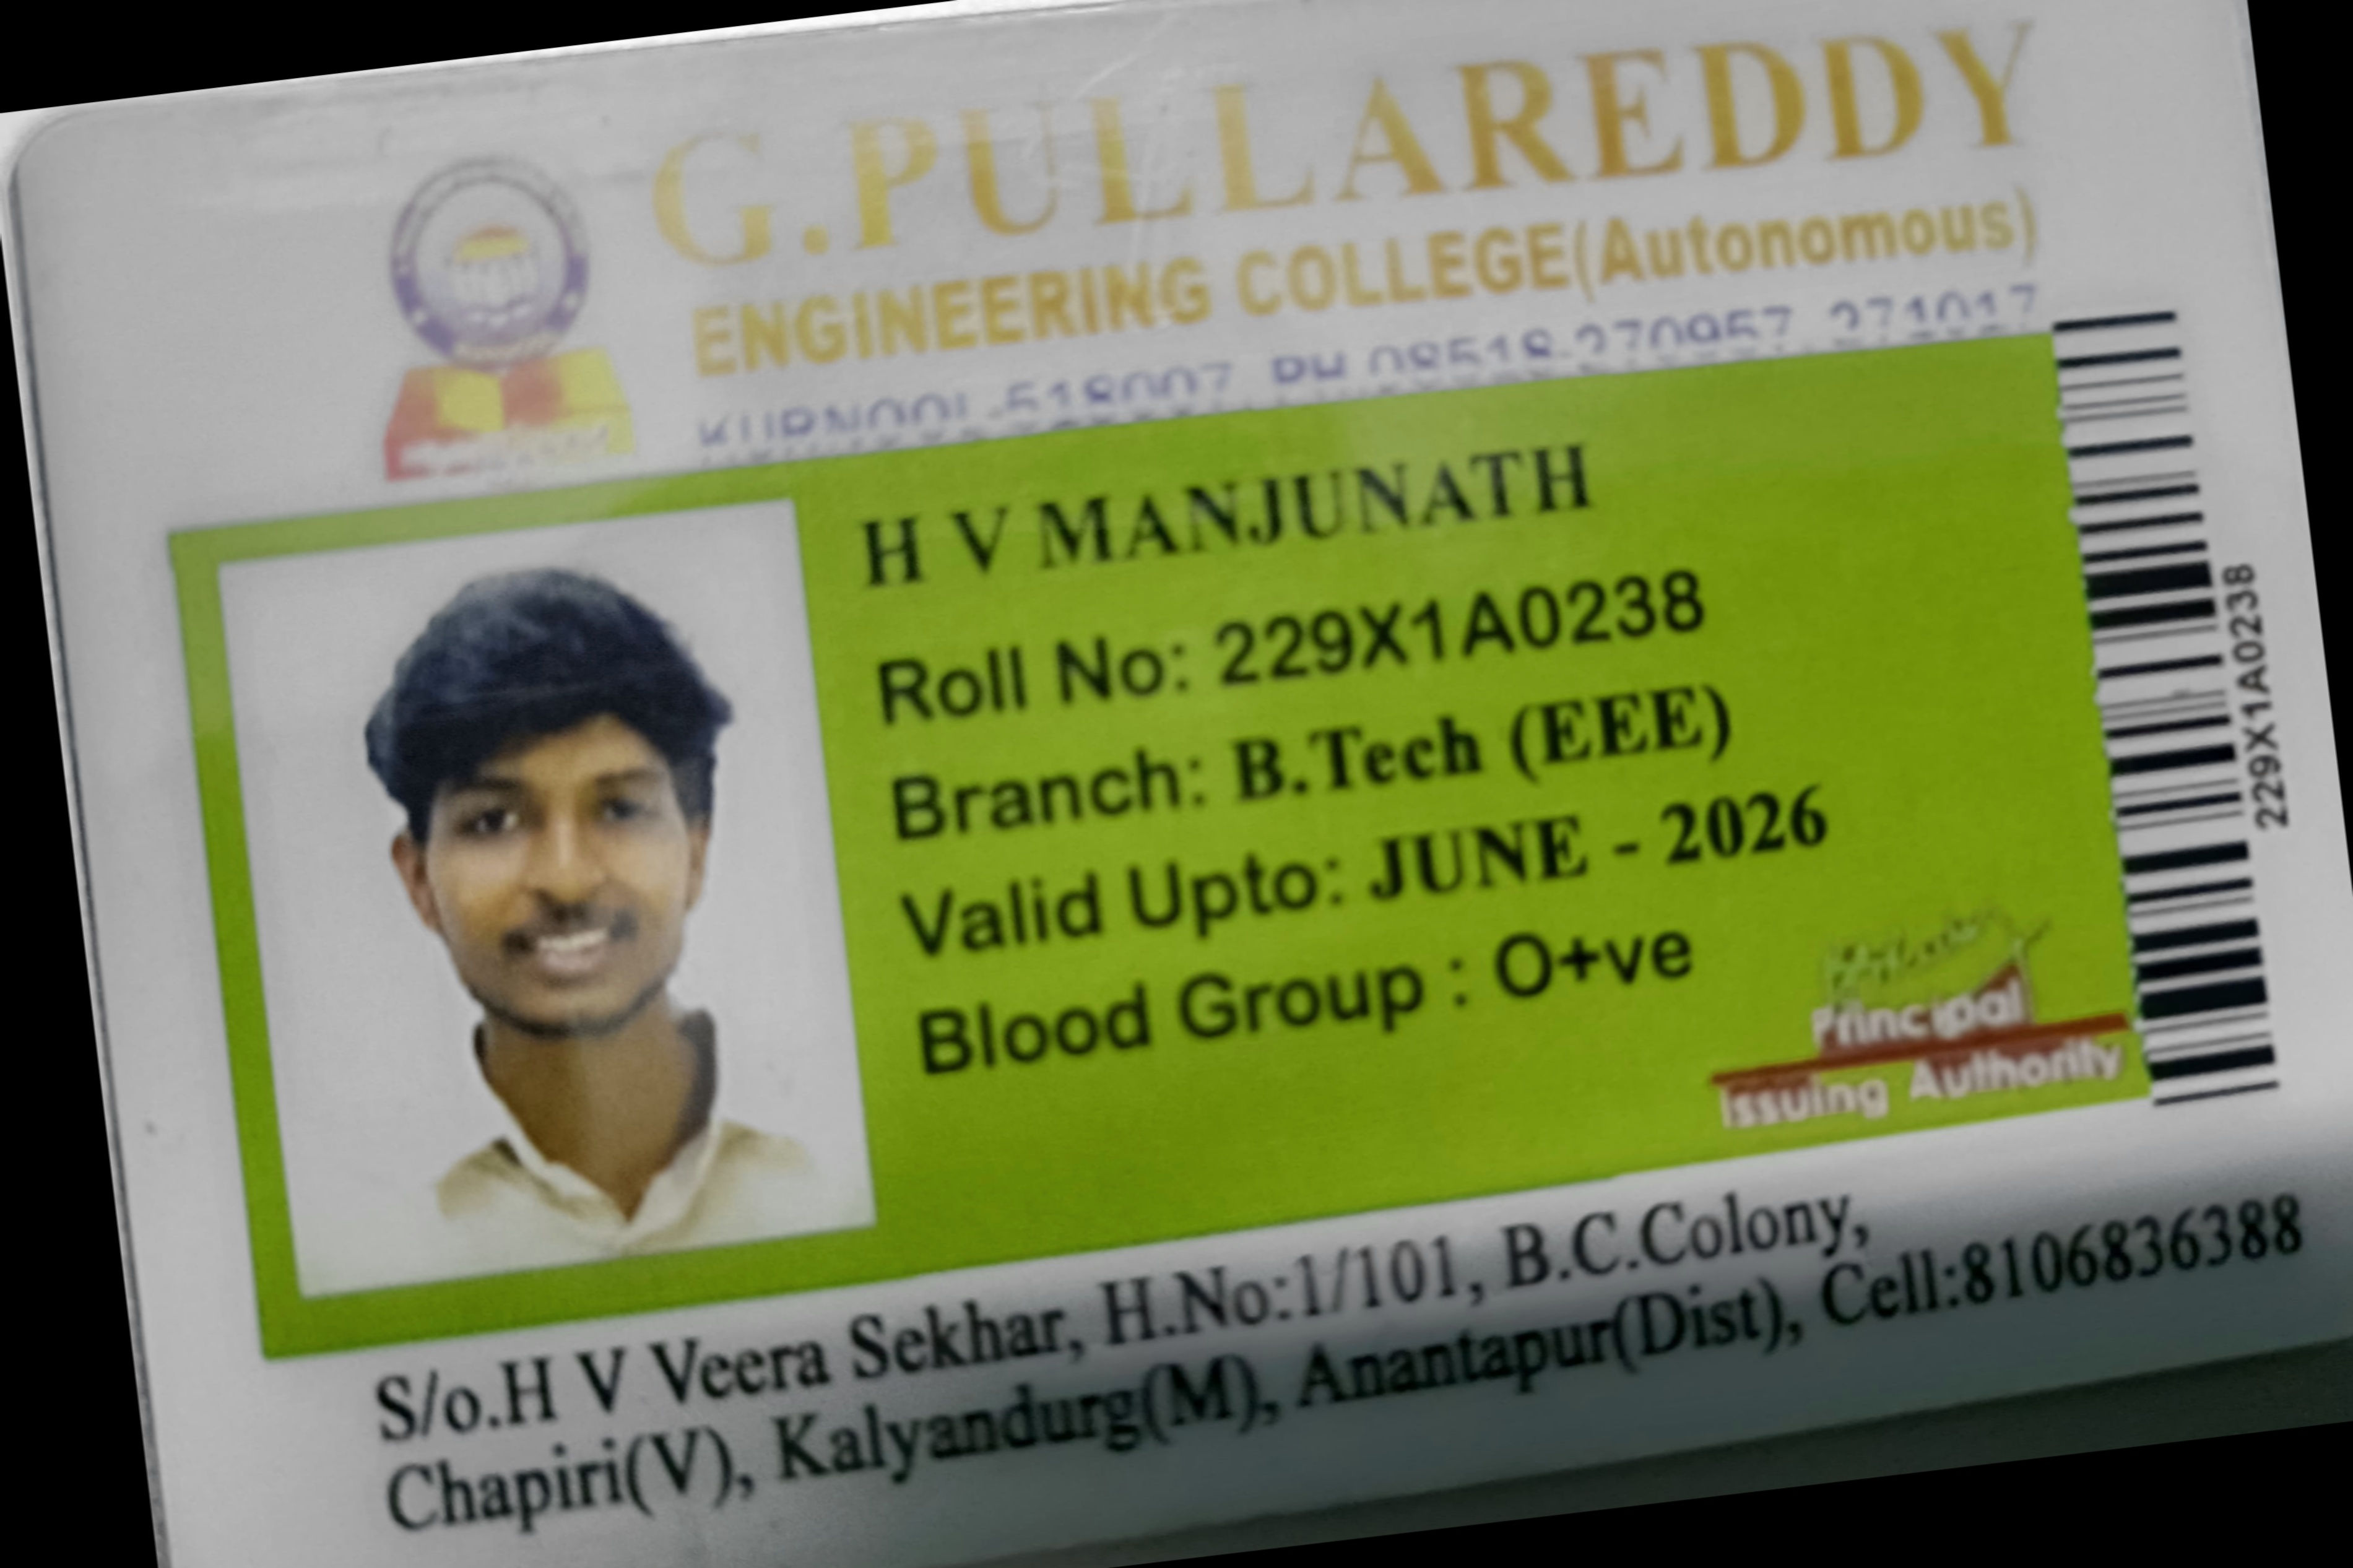 G.PULLAREDDY
ENGINEERING COLLEGE(Autonomous)
KURNOOL-518007, PH 08518-270957, 271017
H V MANJUNATH
Roll No: 229X1A0238
Branch: B.Tech (EEE)
Valid Upto: JUNE - 2026
Blood Group : O+ve
Principal
Issuing Authority
229X1A0238
S/o.H V Veera Sekhar, H.No:1/101, B.C.Colony,
Chapiri(V), Kalyandurg(M), Anantapur(Dist), Cell:8106836388